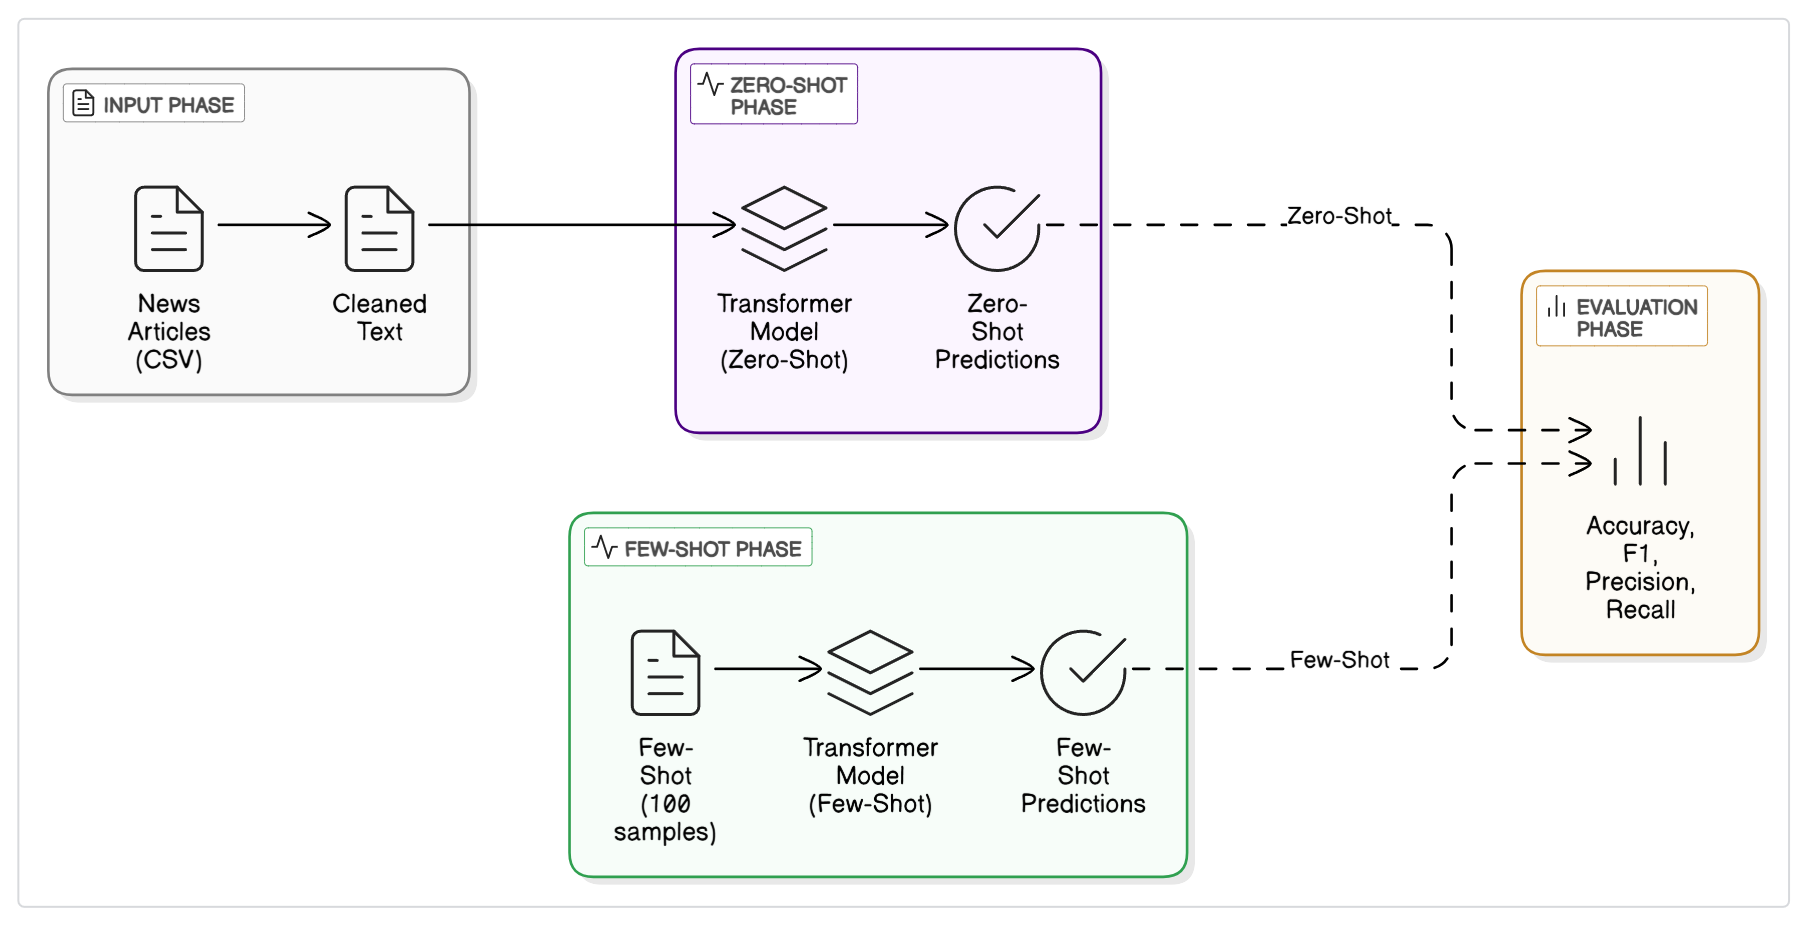 INPUT PHASE
News
Articles
(CSV)
Cleaned
Text
ZERO-SHOT
PHASE
Transformer
Model
(Zero-Shot)
Zero-
Shot
Predictions
Zero-Shot
FEW-SHOT PHASE
Few-
Shot
(100
samples)
Transformer
Model
(Few-Shot)
Few-
Shot
Predictions
Few-Shot
EVALUATION
PHASE
Accuracy,
F1,
Precision,
Recall